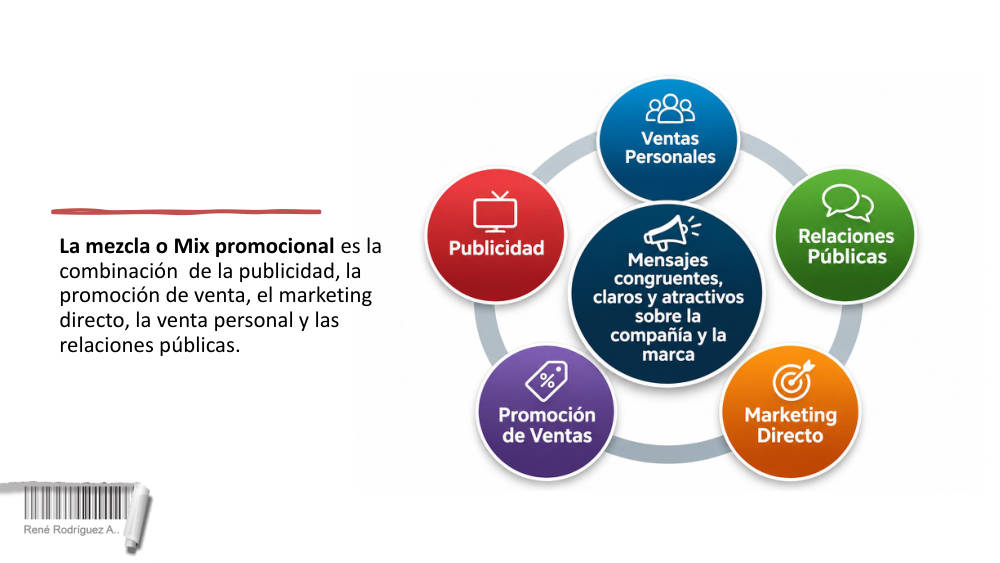 La mezcla o Mix promocional es la
combinación  de la publicidad, la
promoción de venta, el marketing
directo, la venta personal y las
relaciones públicas.
Ventas
Personales
Publicidad
Relaciones
Públicas
Mensajes
congruentes,
claros y atractivos
sobre la
compañía y la
marca
Promoción
de Ventas
Marketing
Directo
René Rodríguez A..